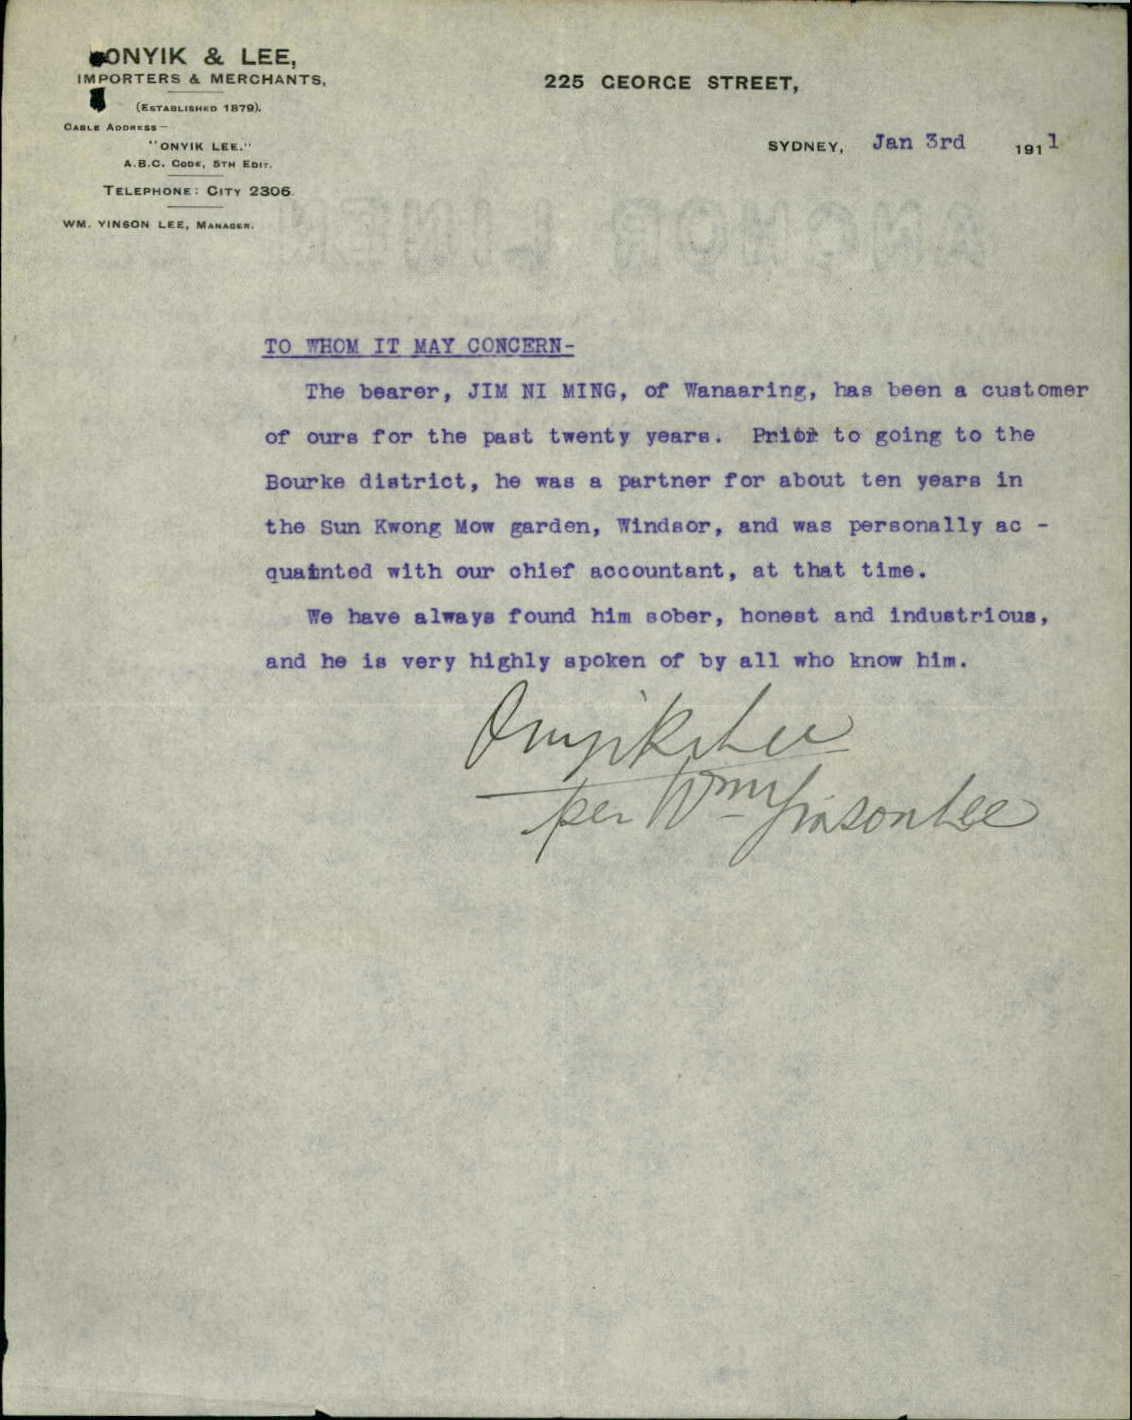 ONYIK & LEE,
IMPORTERS & MERCHANTS,
(ESTABLISHED 1879).
CABLE ADDRESS—
"ONYIK LEE."
A.B.C. CODE, 5TH EDIT.
TELEPHONE: CITY 2306.
WM. YINSON LEE, MANAGER.
225 GEORGE STREET,
SYDNEY, Jan 3rd 1911
ANCHOR LINEN
TO WHOM IT MAY CONCERN-
The bearer, JIM NI MING, of Wanaaring, has been a customer
of ours for the past twenty years. Prior to going to the
Bourke district, he was a partner for about ten years in
the Sun Kwong Mow garden, Windsor, and was personally ac -
quainted with our chief accountant, at that time.
We have always found him sober, honest and industrious,
and he is very highly spoken of by all who know him.
Onyik & Lee
per Wm Yinson Lee